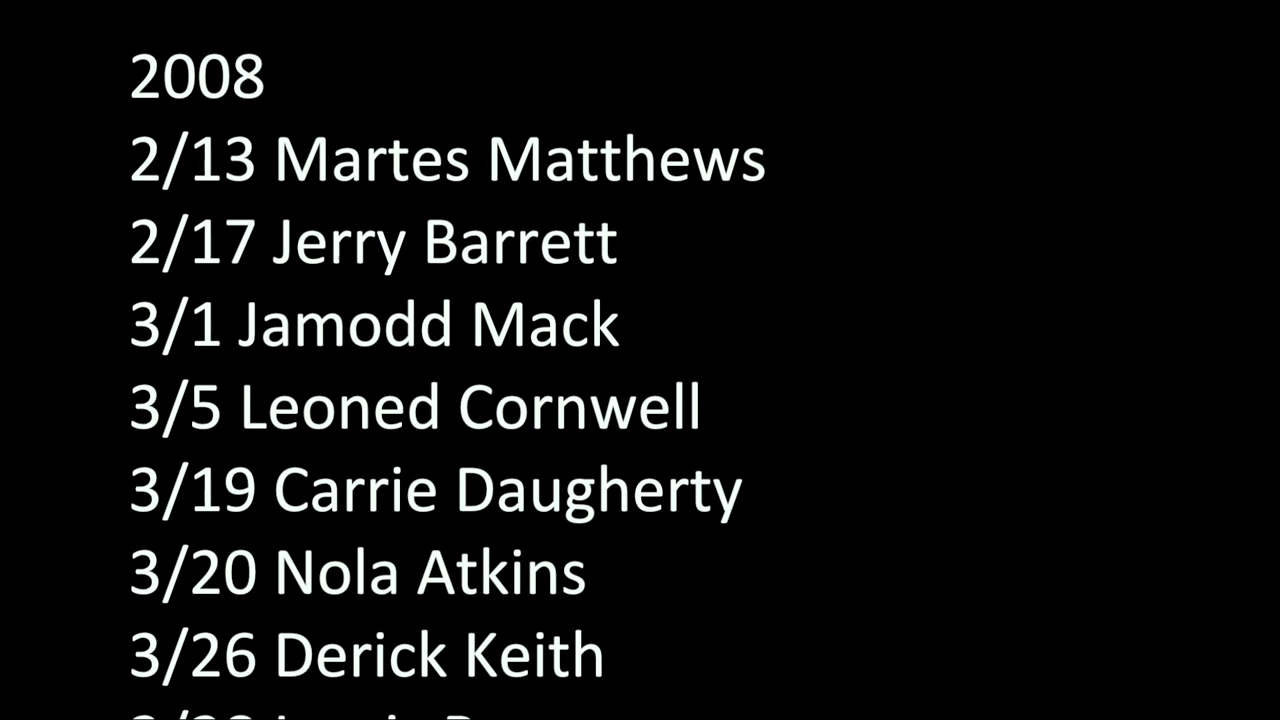 2008
2/13 Martes Matthews
2/17 Jerry Barrett
3/1 Jamodd Mack
3/5 Leoned Cornwell
3/19 Carrie Daugherty
3/20 Nola Atkins
3/26 Derick Keith